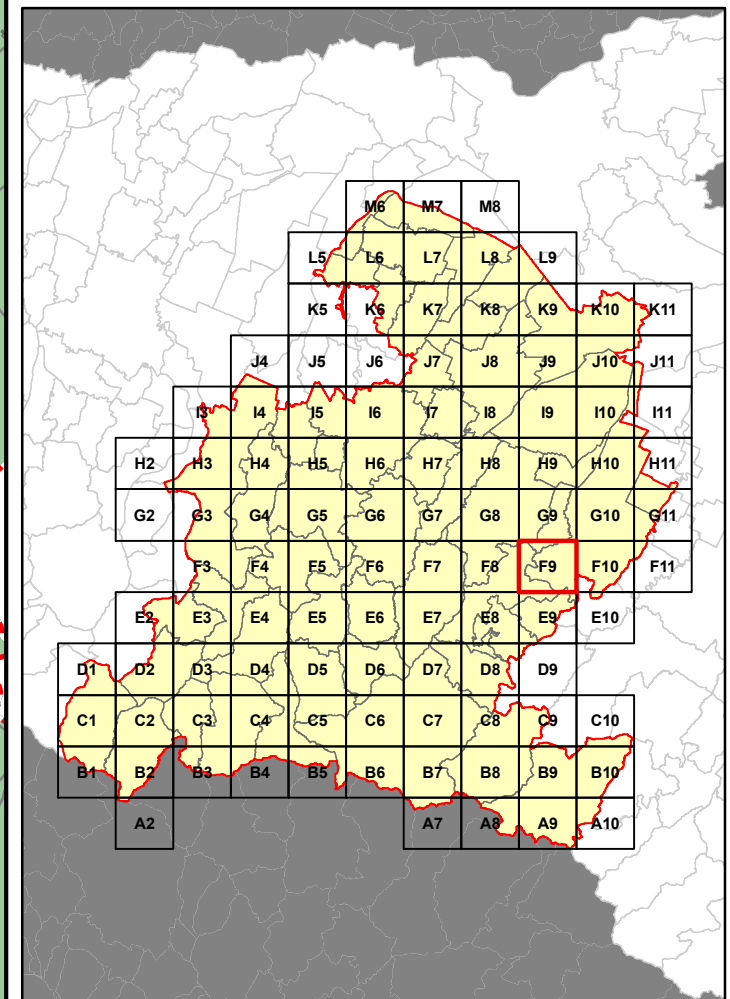 M6 M7 M8
L5 L6 L7 L8 L9
K5 K6 K7 K8 K9 K10 K11
J4 J5 J6 J7 J8 J9 J10 J11
I3 I4 I5 I6 I7 I8 I9 I10 I11
H2 H3 H4 H5 H6 H7 H8 H9 H10 H11
G2 G3 G4 G5 G6 G7 G8 G9 G10 G11
F3 F4 F5 F6 F7 F8 F9 F10 F11
E2 E3 E4 E5 E6 E7 E8 E9 E10
D1 D2 D3 D4 D5 D6 D7 D8 D9
C1 C2 C3 C4 C5 C6 C7 C8 C9 C10
B1 B2 B3 B4 B5 B6 B7 B8 B9 B10
A2 A7 A8 A9 A10